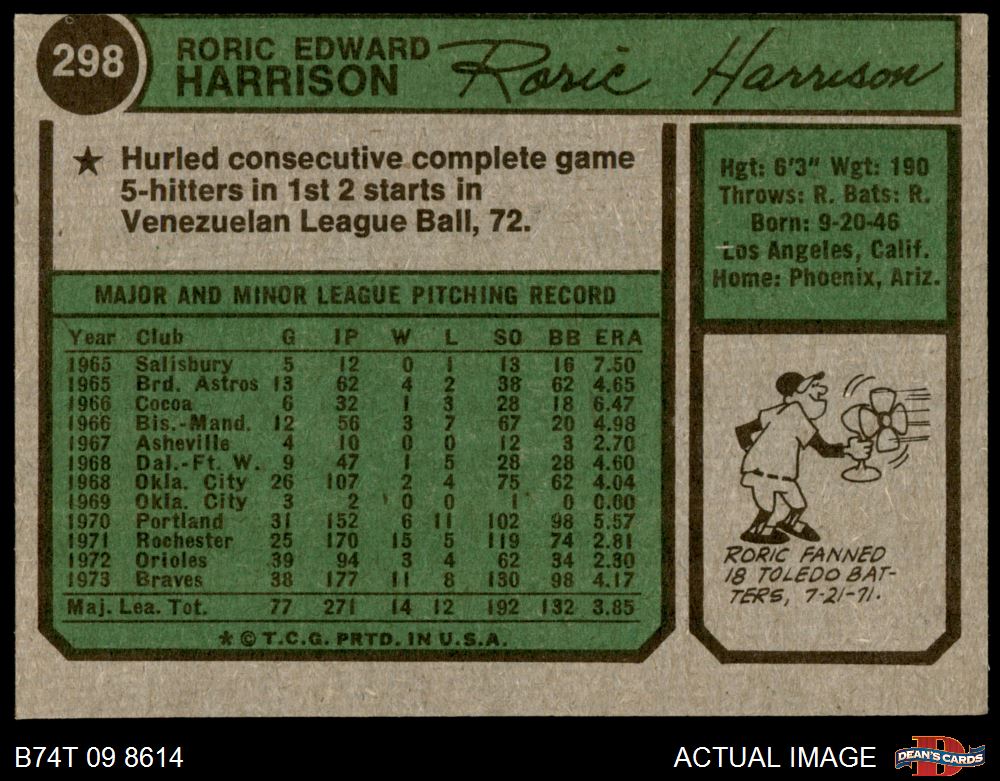 298
RORIC EDWARD
HARRISON
Roric Harrison
★ Hurled consecutive complete game
5-hitters in 1st 2 starts in
Venezuelan League Ball, 72.
Hgt: 6'3" Wgt: 190
Throws: R. Bats: R.
Born: 9-20-46
Los Angeles, Calif.
Home: Phoenix, Ariz.
MAJOR AND MINOR LEAGUE PITCHING RECORD
Year Club G IP W L SO BB ERA
1965 Salisbury 5 12 0 1 13 16 7.50
1965 Brd. Astros 13 62 4 2 38 62 4.65
1966 Cocoa 6 32 1 3 28 18 6.47
1966 Bis.-Mand. 12 56 3 7 67 20 4.98
1967 Asheville 4 10 0 0 12 3 2.70
1968 Dal.-Ft. W. 9 47 1 5 28 28 4.60
1968 Okla. City 26 107 2 4 75 62 4.04
1969 Okla. City 3 2 0 0 1 0 0.00
1970 Portland 31 152 6 11 102 98 5.57
1971 Rochester 25 170 15 5 119 74 2.81
1972 Orioles 39 94 3 4 62 34 2.30
1973 Braves 38 177 11 8 130 98 4.17
Maj. Lea. Tot. 77 271 14 12 192 132 3.85
★ © T.C.G. PRTD. IN U.S.A.
RORIC FANNED
18 TOLEDO BAT-
TERS, 7-21-71.
B74T 09 8614
ACTUAL IMAGE
D
DEAN'S CARDS